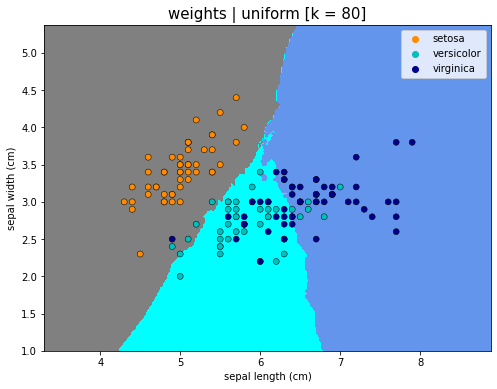 weights | uniform [k = 80]
setosa
versicolor
virginica
sepal width (cm)
5.0
4.5
4.0
3.5
3.0
2.5
2.0
1.5
1.0
4
5
6
7
8
sepal length (cm)